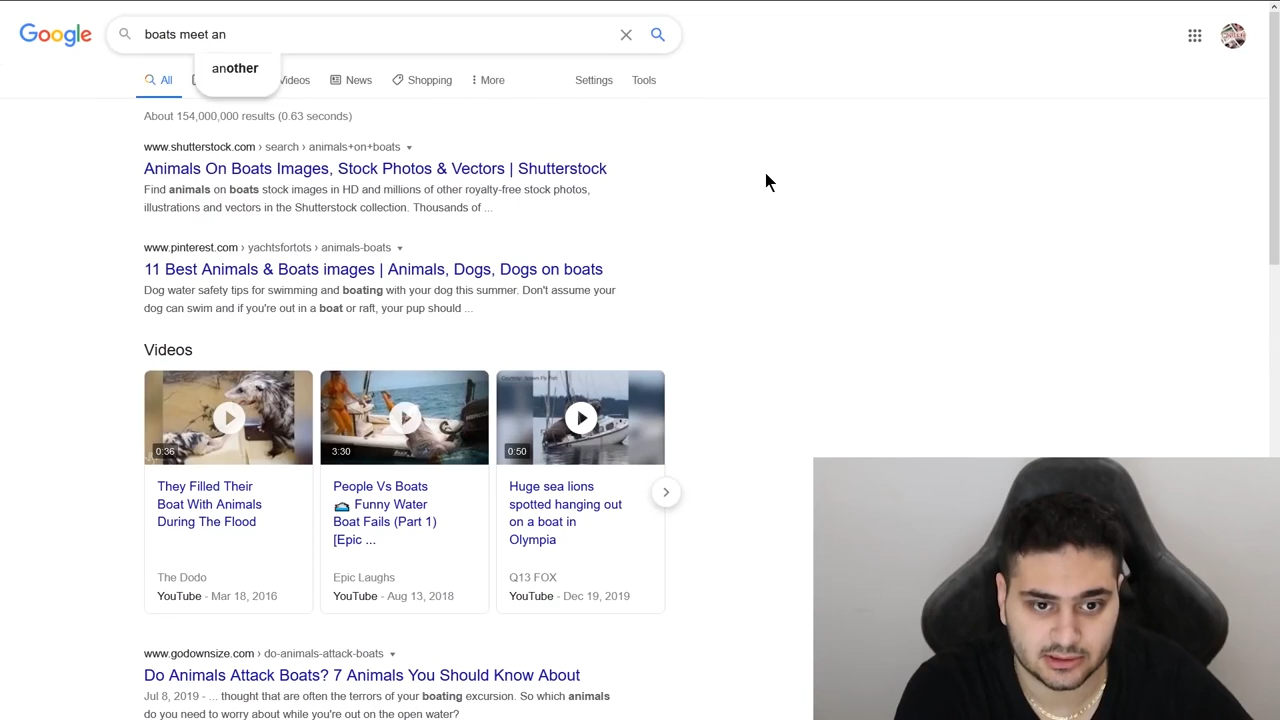 Google
boats meet an
another
All
Videos
News
Shopping
More
Settings
Tools
About 154,000,000 results (0.63 seconds)
www.shutterstock.com › search › animals+on+boats
Animals On Boats Images, Stock Photos & Vectors | Shutterstock
Find animals on boats stock images in HD and millions of other royalty-free stock photos,
illustrations and vectors in the Shutterstock collection. Thousands of ...
www.pinterest.com › yachtsfortots › animals-boats
11 Best Animals & Boats images | Animals, Dogs, Dogs on boats
Dog water safety tips for swimming and boating with your dog this summer. Don't assume your
dog can swim and if you're out in a boat or raft, your pup should ...
Videos
0:36
They Filled Their
Boat With Animals
During The Flood
The Dodo
YouTube - Mar 18, 2016
3:30
People Vs Boats
🚤 Funny Water
Boat Fails (Part 1)
[Epic ...
Epic Laughs
YouTube - Aug 13, 2018
0:50
Huge sea lions
spotted hanging out
on a boat in
Olympia
Q13 FOX
YouTube - Dec 19, 2019
www.godownsize.com › do-animals-attack-boats
Do Animals Attack Boats? 7 Animals You Should Know About
Jul 8, 2019 - ... thought that are often the terrors of your boating excursion. So which animals
do you need to worry about while you're out on the open water?